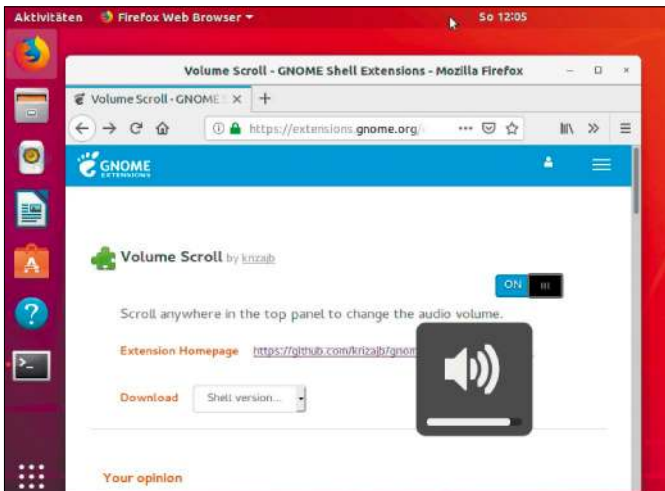 Aktivitäten Firefox Web Browser So 12:05
Volume Scroll - GNOME Shell Extensions - Mozilla Firefox
Volume Scroll - GNOME
https://extensions.gnome.org/
GNOME
EXTENSIONS
Volume Scroll by krizajb
ON
Scroll anywhere in the top panel to change the audio volume.
Extension Homepage https://github.com/krizajb/gnom
Download Shell version...
Your opinion